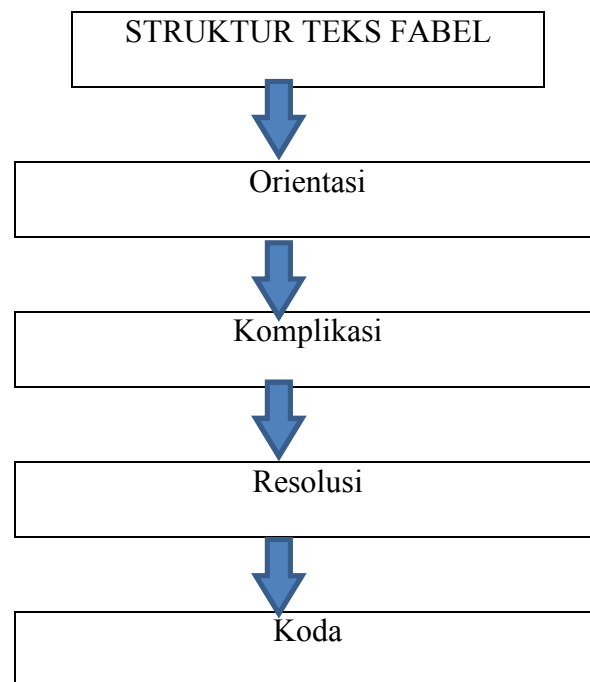 STRUKTUR TEKS FABEL
Orientasi
Komplikasi
Resolusi
Koda